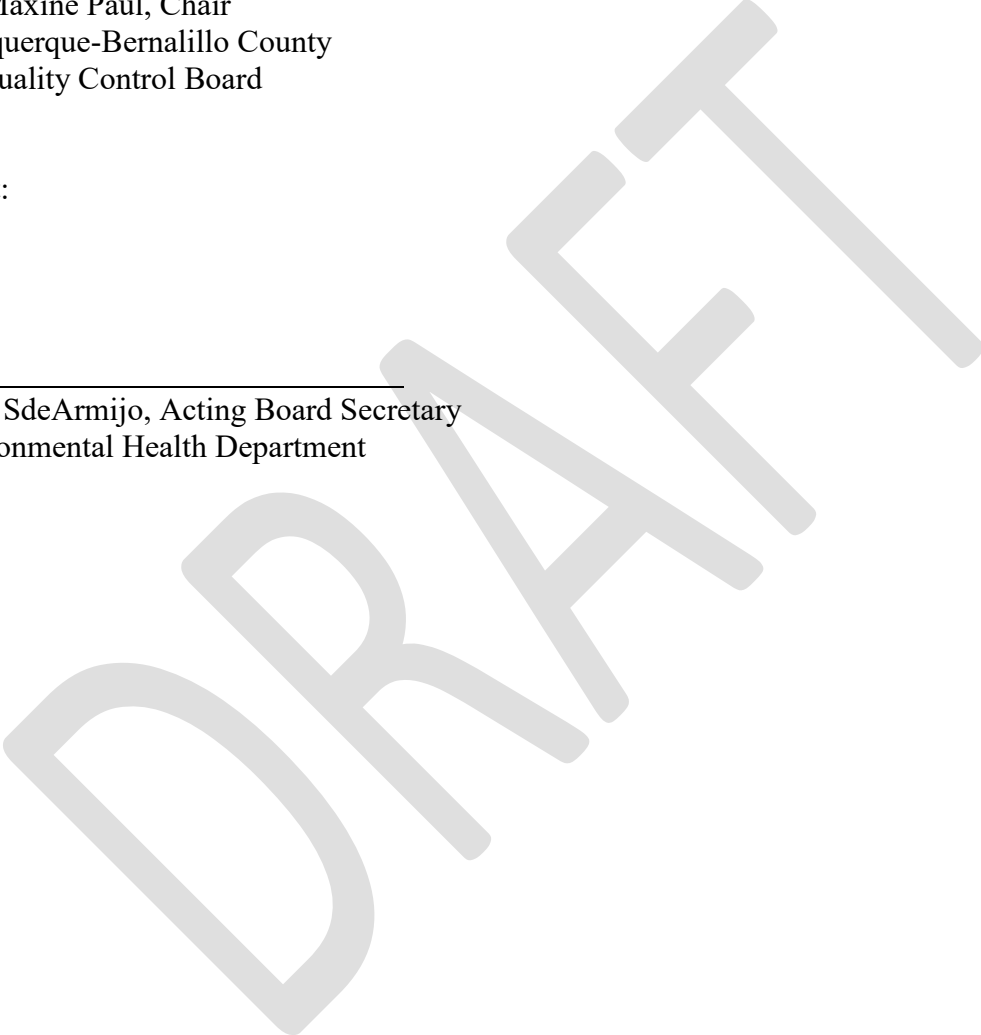 Maxine Paul, Chair
querque-Bernalillo County
uality Control Board
:
SdeArmijo, Acting Board Secretary
onmental Health Department
DRAFT